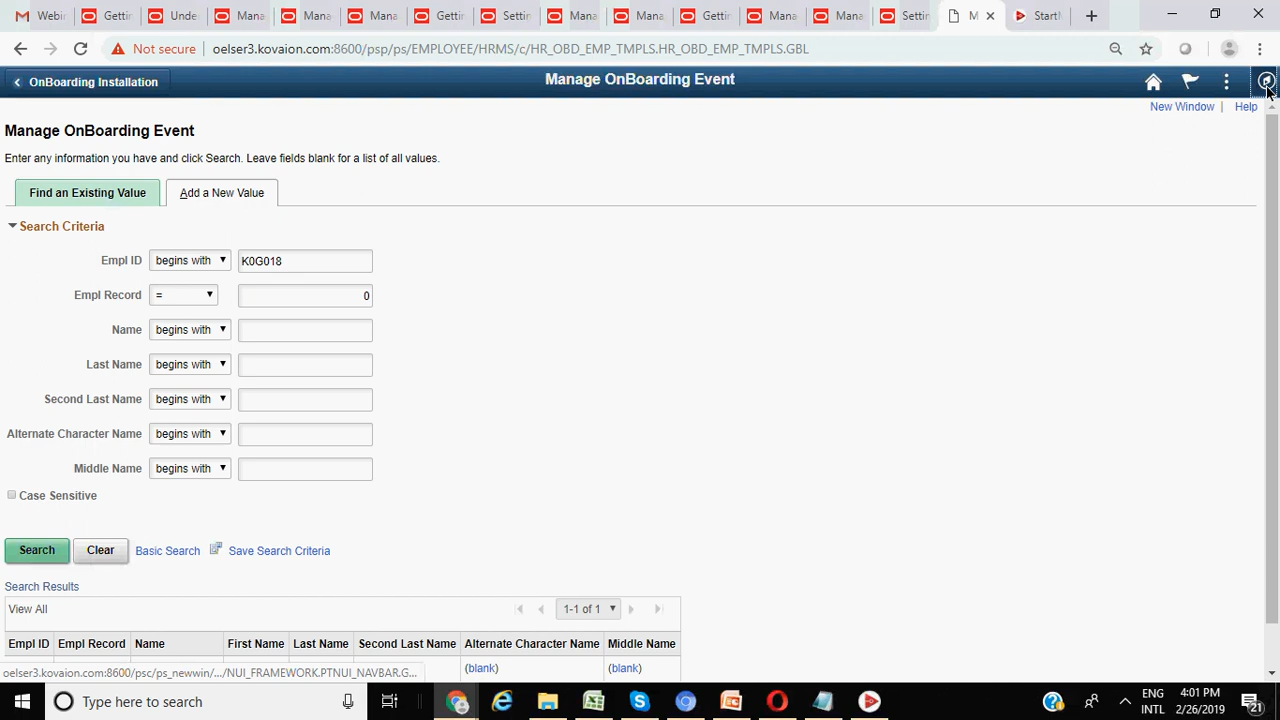 Webin Gettin Unde Mana Mana Mana Gettin Settin Mana Mana Gettin Mana Mana Settin M StartM
Not secure oelser3.kovaion.com:8600/psp/ps/EMPLOYEE/HRMS/c/HR_OBD_EMP_TMPLS.HR_OBD_EMP_TMPLS.GBL
OnBoarding Installation Manage OnBoarding Event
New Window | Help
Manage OnBoarding Event
Enter any information you have and click Search. Leave fields blank for a list of all values.
Find an Existing Value Add a New Value
Search Criteria
Empl ID begins with K0G018
Empl Record = 0
Name begins with
Last Name begins with
Second Last Name begins with
Alternate Character Name begins with
Middle Name begins with
Case Sensitive
Search Clear Basic Search Save Search Criteria
Search Results
View All 1-1 of 1
Empl ID Empl Record Name First Name Last Name Second Last Name Alternate Character Name Middle Name
(blank) (blank)
oelser3.kovaion.com:8600/psc/ps_newwin/.../NUI_FRAMEWORK.PTNUI_NAVBAR.G...
Type here to search ENG 4:01 PM
INTL 2/26/2019 21